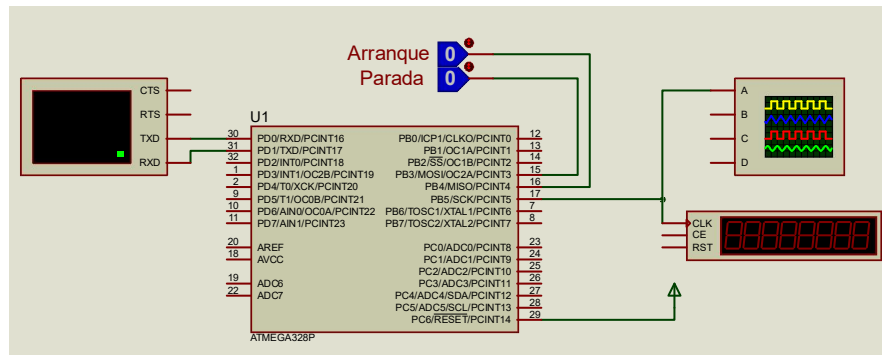 Arranque 0
Parada 0
CTS
RTS
TXD
RXD
U1
30 PD0/RXD/PCINT16
31 PD1/TXD/PCINT17
32 PD2/INT0/PCINT18
1 PD3/INT1/OC2B/PCINT19
2 PD4/T0/XCK/PCINT20
9 PD5/T1/OC0B/PCINT21
10 PD6/AIN0/OC0A/PCINT22
11 PD7/AIN1/PCINT23
20 AREF
18 AVCC
19 ADC6
22 ADC7
PB0/ICP1/CLKO/PCINT0 12
PB1/OC1A/PCINT1 13
PB2/SS/OC1B/PCINT2 14
PB3/MOSI/OC2A/PCINT3 15
PB4/MISO/PCINT4 16
PB5/SCK/PCINT5 17
PB6/TOSC1/XTAL1/PCINT6 7
PB7/TOSC2/XTAL2/PCINT7 8
PC0/ADC0/PCINT8 23
PC1/ADC1/PCINT9 24
PC2/ADC2/PCINT10 25
PC3/ADC3/PCINT11 26
PC4/ADC4/SDA/PCINT12 27
PC5/ADC5/SCL/PCINT13 28
PC6/RESET/PCINT14 29
ATMEGA328P
A
B
C
D
CLK
CE
RST